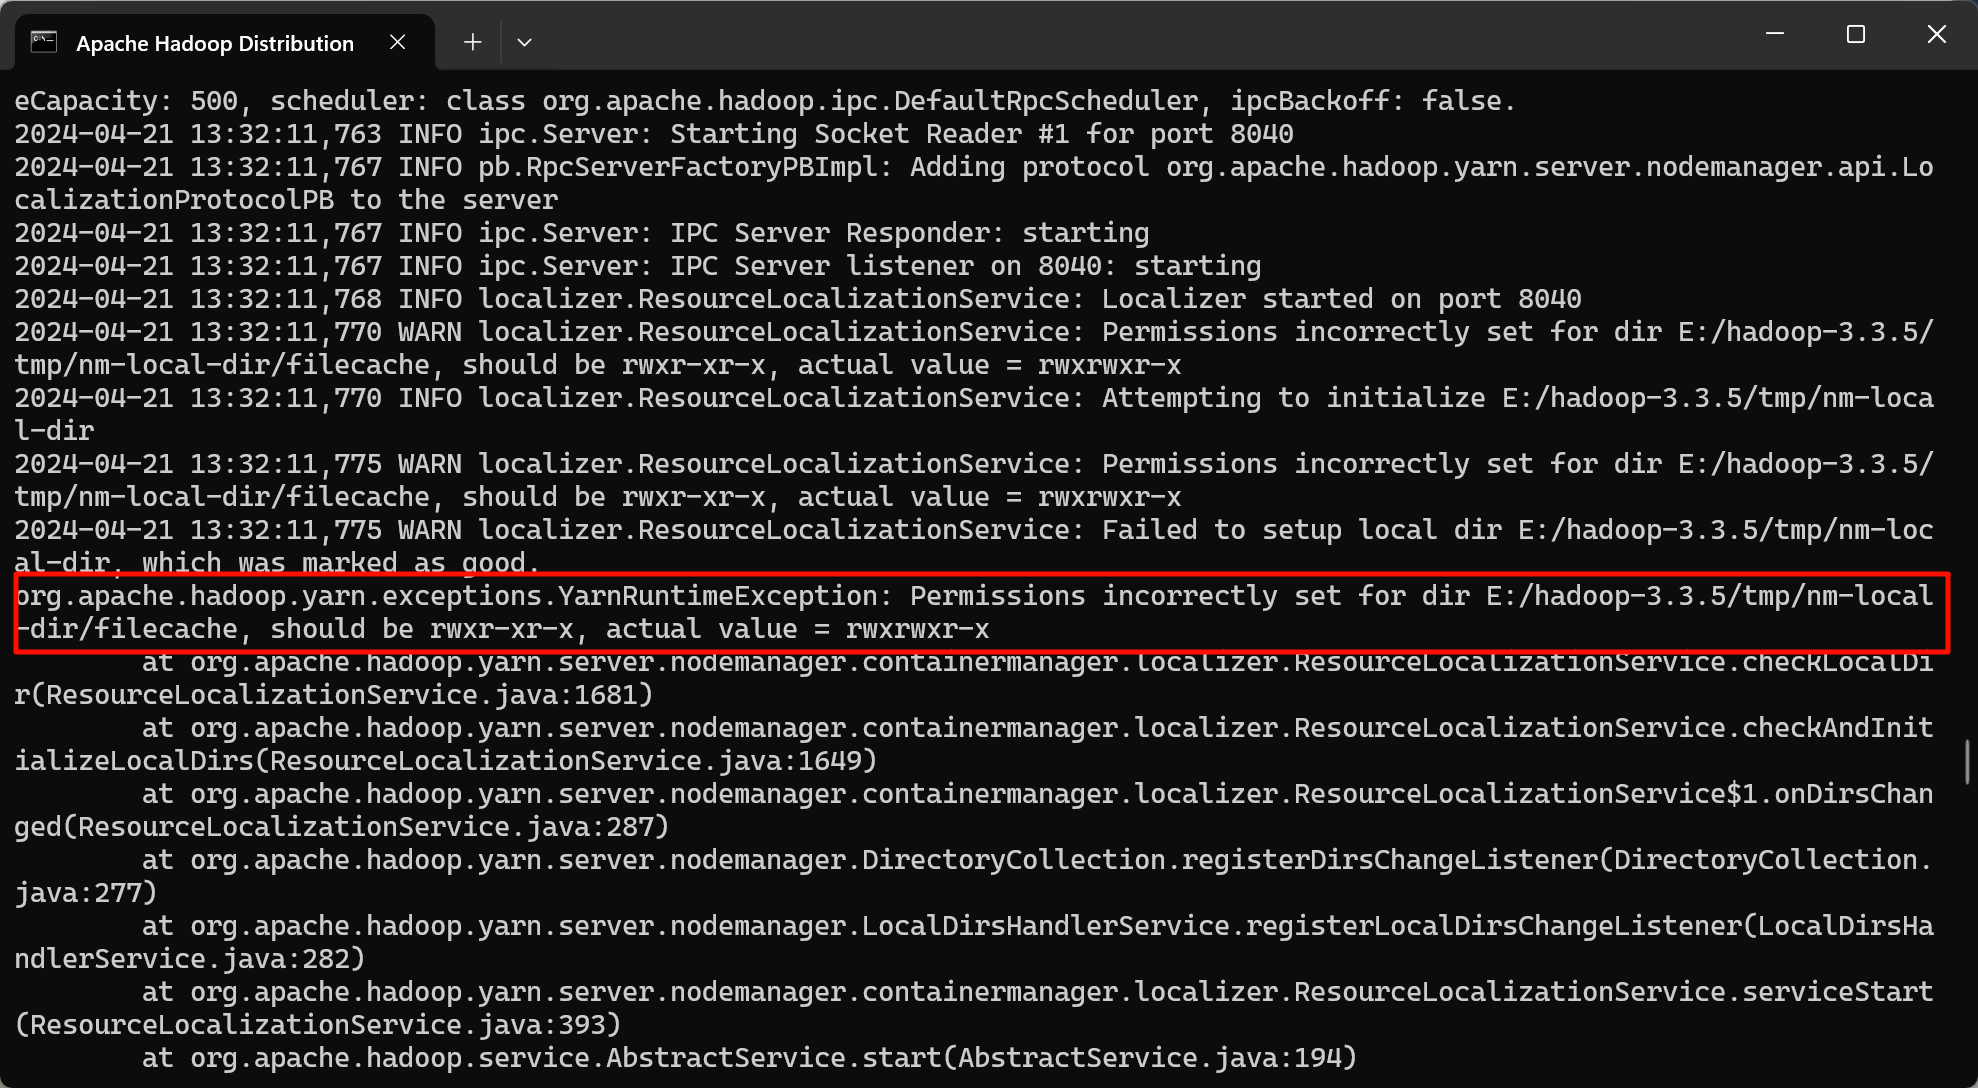 Apache Hadoop Distribution
eCapacity: 500, scheduler: class org.apache.hadoop.ipc.DefaultRpcScheduler, ipcBackoff: false.
2024-04-21 13:32:11,763 INFO ipc.Server: Starting Socket Reader #1 for port 8040
2024-04-21 13:32:11,767 INFO pb.RpcServerFactoryPBImpl: Adding protocol org.apache.hadoop.yarn.server.nodemanager.api.Lo
calizationProtocolPB to the server
2024-04-21 13:32:11,767 INFO ipc.Server: IPC Server Responder: starting
2024-04-21 13:32:11,767 INFO ipc.Server: IPC Server listener on 8040: starting
2024-04-21 13:32:11,768 INFO localizer.ResourceLocalizationService: Localizer started on port 8040
2024-04-21 13:32:11,770 WARN localizer.ResourceLocalizationService: Permissions incorrectly set for dir E:/hadoop-3.3.5/
tmp/nm-local-dir/filecache, should be rwxr-xr-x, actual value = rwxrwxr-x
2024-04-21 13:32:11,770 INFO localizer.ResourceLocalizationService: Attempting to initialize E:/hadoop-3.3.5/tmp/nm-loca
l-dir
2024-04-21 13:32:11,775 WARN localizer.ResourceLocalizationService: Permissions incorrectly set for dir E:/hadoop-3.3.5/
tmp/nm-local-dir/filecache, should be rwxr-xr-x, actual value = rwxrwxr-x
2024-04-21 13:32:11,775 WARN localizer.ResourceLocalizationService: Failed to setup local dir E:/hadoop-3.3.5/tmp/nm-loc
al-dir, which was marked as good.
org.apache.hadoop.yarn.exceptions.YarnRuntimeException: Permissions incorrectly set for dir E:/hadoop-3.3.5/tmp/nm-local
-dir/filecache, should be rwxr-xr-x, actual value = rwxrwxr-x
at org.apache.hadoop.yarn.server.nodemanager.containermanager.localizer.ResourceLocalizationService.checkLocalDi
r(ResourceLocalizationService.java:1681)
at org.apache.hadoop.yarn.server.nodemanager.containermanager.localizer.ResourceLocalizationService.checkAndInit
ializeLocalDirs(ResourceLocalizationService.java:1649)
at org.apache.hadoop.yarn.server.nodemanager.containermanager.localizer.ResourceLocalizationService$1.onDirsChan
ged(ResourceLocalizationService.java:287)
at org.apache.hadoop.yarn.server.nodemanager.DirectoryCollection.registerDirsChangeListener(DirectoryCollection.
java:277)
at org.apache.hadoop.yarn.server.nodemanager.LocalDirsHandlerService.registerLocalDirsChangeListener(LocalDirsHa
ndlerService.java:282)
at org.apache.hadoop.yarn.server.nodemanager.containermanager.localizer.ResourceLocalizationService.serviceStart
(ResourceLocalizationService.java:393)
at org.apache.hadoop.service.AbstractService.start(AbstractService.java:194)